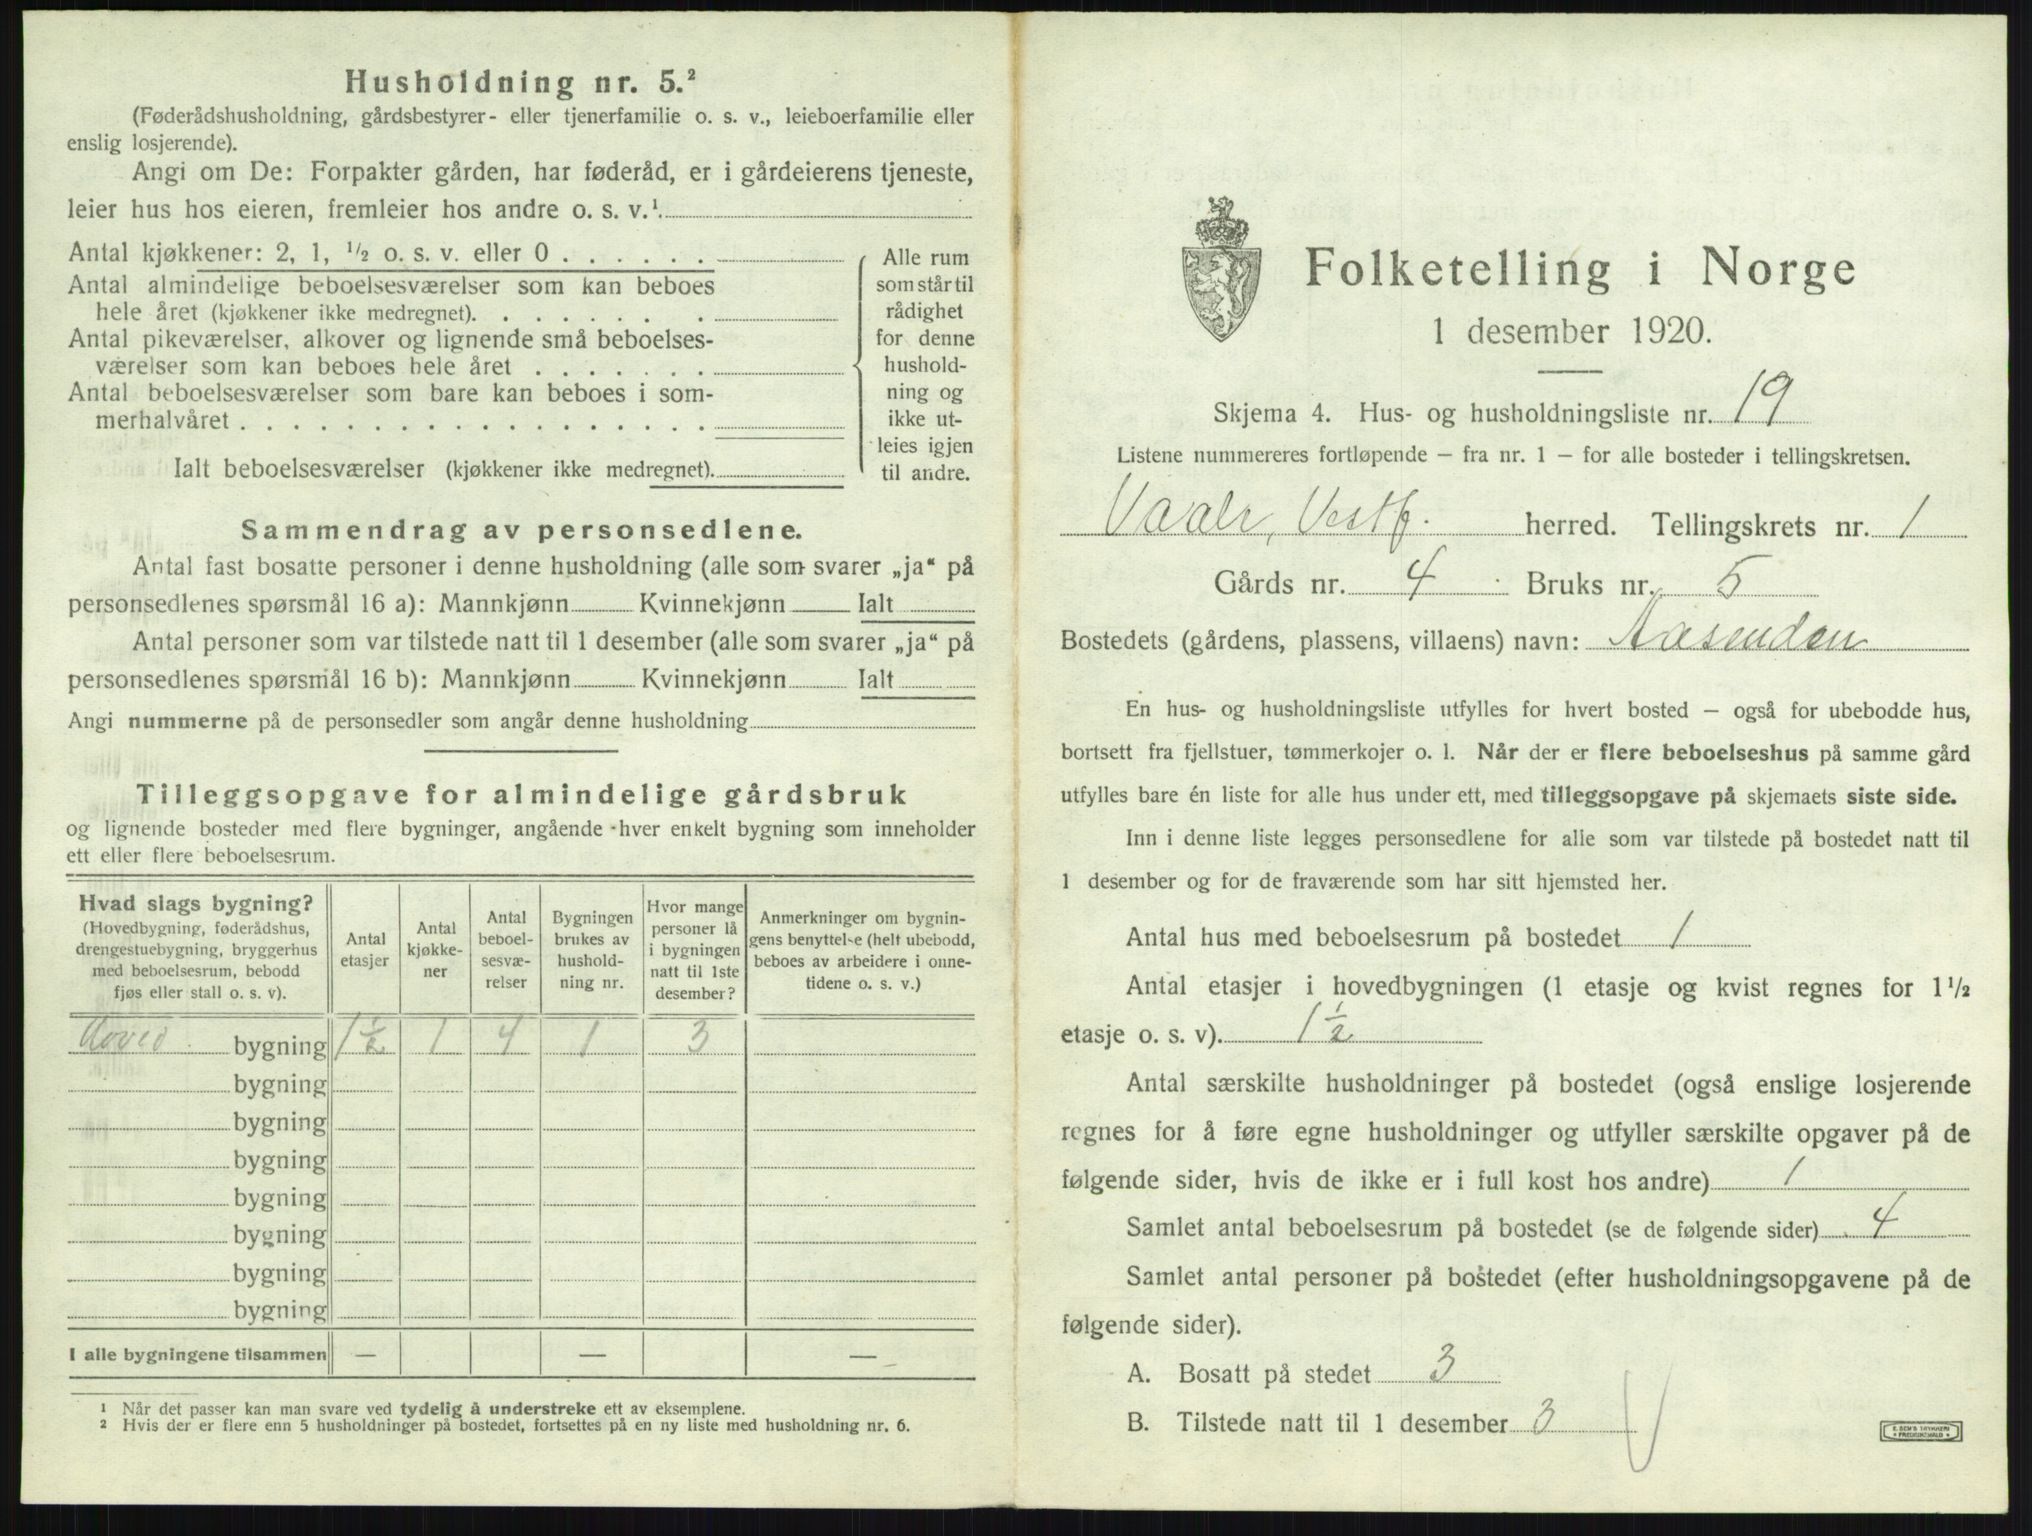 Husholdning nr. 5.²
(Føderådshusholdning, gårdsbestyrer- eller tjenerfamilie o. s. v., leieboerfamilie eller
enslig losjerende).
Angi om De: Forpakter gården, har føderåd, er i gårdeierens tjeneste,
leier hus hos eieren, fremleier hos andre o. s. v.¹
Antal kjøkkener: 2, 1, ½ o. s. v. eller 0 . . . . . .
Antal almindelige beboelsesværelser som kan beboes
hele året (kjøkkener ikke medregnet). . . . . . . .
Antal pikeværelser, alkover og lignende små beboelses-
værelser som kan beboes hele året . . . . . . .
Antal beboelsesværelser som bare kan beboes i som-
merhalvåret . . . . . . . . . . . . . . . . . .
Ialt beboelsesværelser (kjøkkener ikke medregnet).
Alle rum
som står til
rådighet
for denne
hushold-
ning og
ikke ut-
leies igjen
til andre.
Sammendrag av personsedlene.
Antal fast bosatte personer i denne husholdning (alle som svarer „ja“ på
personsedlenes spørsmål 16 a): Mannkjønn Kvinnekjønn Ialt
Antal personer som var tilstede natt til 1 desember (alle som svarer „ja“ på
personsedlenes spørsmål 16 b): Mannkjønn Kvinnekjønn Ialt
Angi nummerne på de personsedler som angår denne husholdning
Tilleggsopgave for almindelige gårdsbruk
og lignende bosteder med flere bygninger, angående hver enkelt bygning som inneholder
ett eller flere beboelsesrum.
Hvad slags bygning?
(Hovedbygning, føderådshus,
drengestuebygning, bryggerhus
med beboelsesrum, bebodd
fjøs eller stall o. s. v).
Antal
etasjer
Antal
kjøkke-
ner
Antal
beboel-
sesvæ-
relser
Bygningen
brukes av
hushold-
ning nr.
Hvor mange
personer lå
i bygningen
natt til 1ste
desember?
Anmerkninger om bygnin-
gens benyttelse (helt ubebodd,
beboes av arbeidere i onne-
tidene o. s. v.)
Hoved bygning 1½ 1 4 1 3
bygning
bygning
bygning
bygning
bygning
bygning
bygning
I alle bygningene tilsammen — — —
¹ Når det passer kan man svare ved tydelig å understreke ett av eksemplene.
² Hvis der er flere enn 5 husholdninger på bostedet, fortsettes på en ny liste med husholdning nr. 6.
Folketelling i Norge
1 desember 1920.
Skjema 4. Hus- og husholdningsliste nr. 19
Listene nummereres fortløpende — fra nr. 1 — for alle bosteder i tellingskretsen.
Vaale, Vestf. herred. Tellingskrets nr. 1
Gårds nr. 4 Bruks nr. 5
Bostedets (gårdens, plassens, villaens) navn: Aasenden
En hus- og husholdningsliste utfylles for hvert bosted — også for ubebodde hus,
bortsett fra fjellstuer, tømmerkojer o. l. Når der er flere beboelseshus på samme gård
utfylles bare én liste for alle hus under ett, med tilleggsopgave på skjemaets siste side.
Inn i denne liste legges personsedlene for alle som var tilstede på bostedet natt til
1 desember og for de fraværende som har sitt hjemsted her.
Antal hus med beboelsesrum på bostedet 1
Antal etasjer i hovedbygningen (1 etasje og kvist regnes for 1½
etasje o. s. v). 1½
Antal særskilte husholdninger på bostedet (også enslige losjerende
regnes for å føre egne husholdninger og utfyller særskilte opgaver på de
følgende sider, hvis de ikke er i full kost hos andre) 1
Samlet antal beboelsesrum på bostedet (se de følgende sider) 4
Samlet antal personer på bostedet (efter husholdningsopgavene på de
følgende sider).
A. Bosatt på stedet 3
B. Tilstede natt til 1 desember 3
E. SEM'S TRYKKERI
FREDRIKSHALD